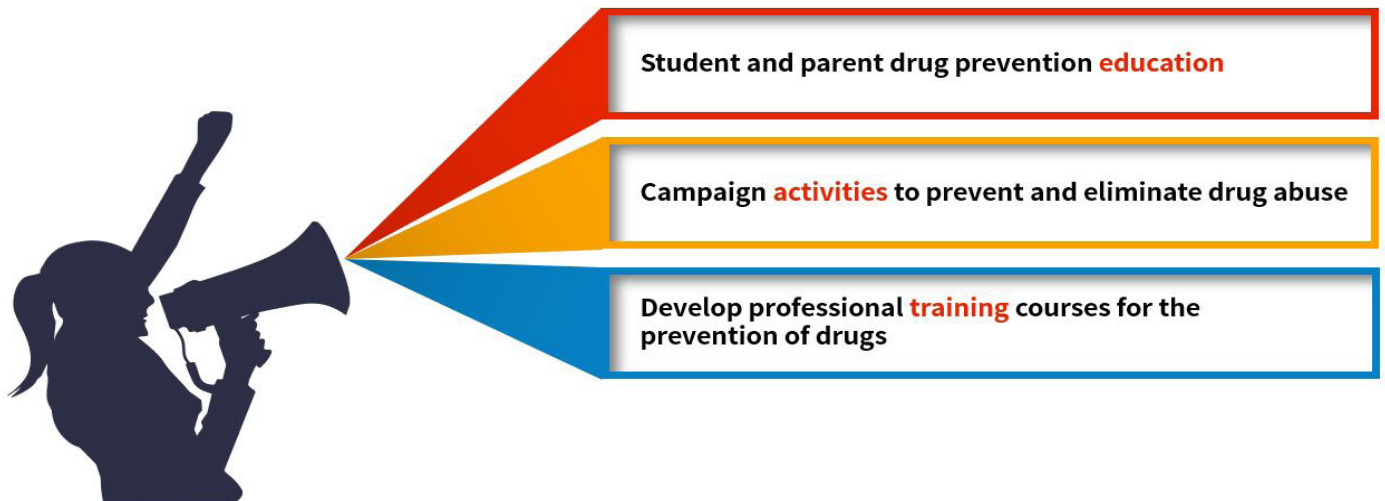 Student and parent drug prevention education
Campaign activities to prevent and eliminate drug abuse
Develop professional training courses for the
prevention of drugs